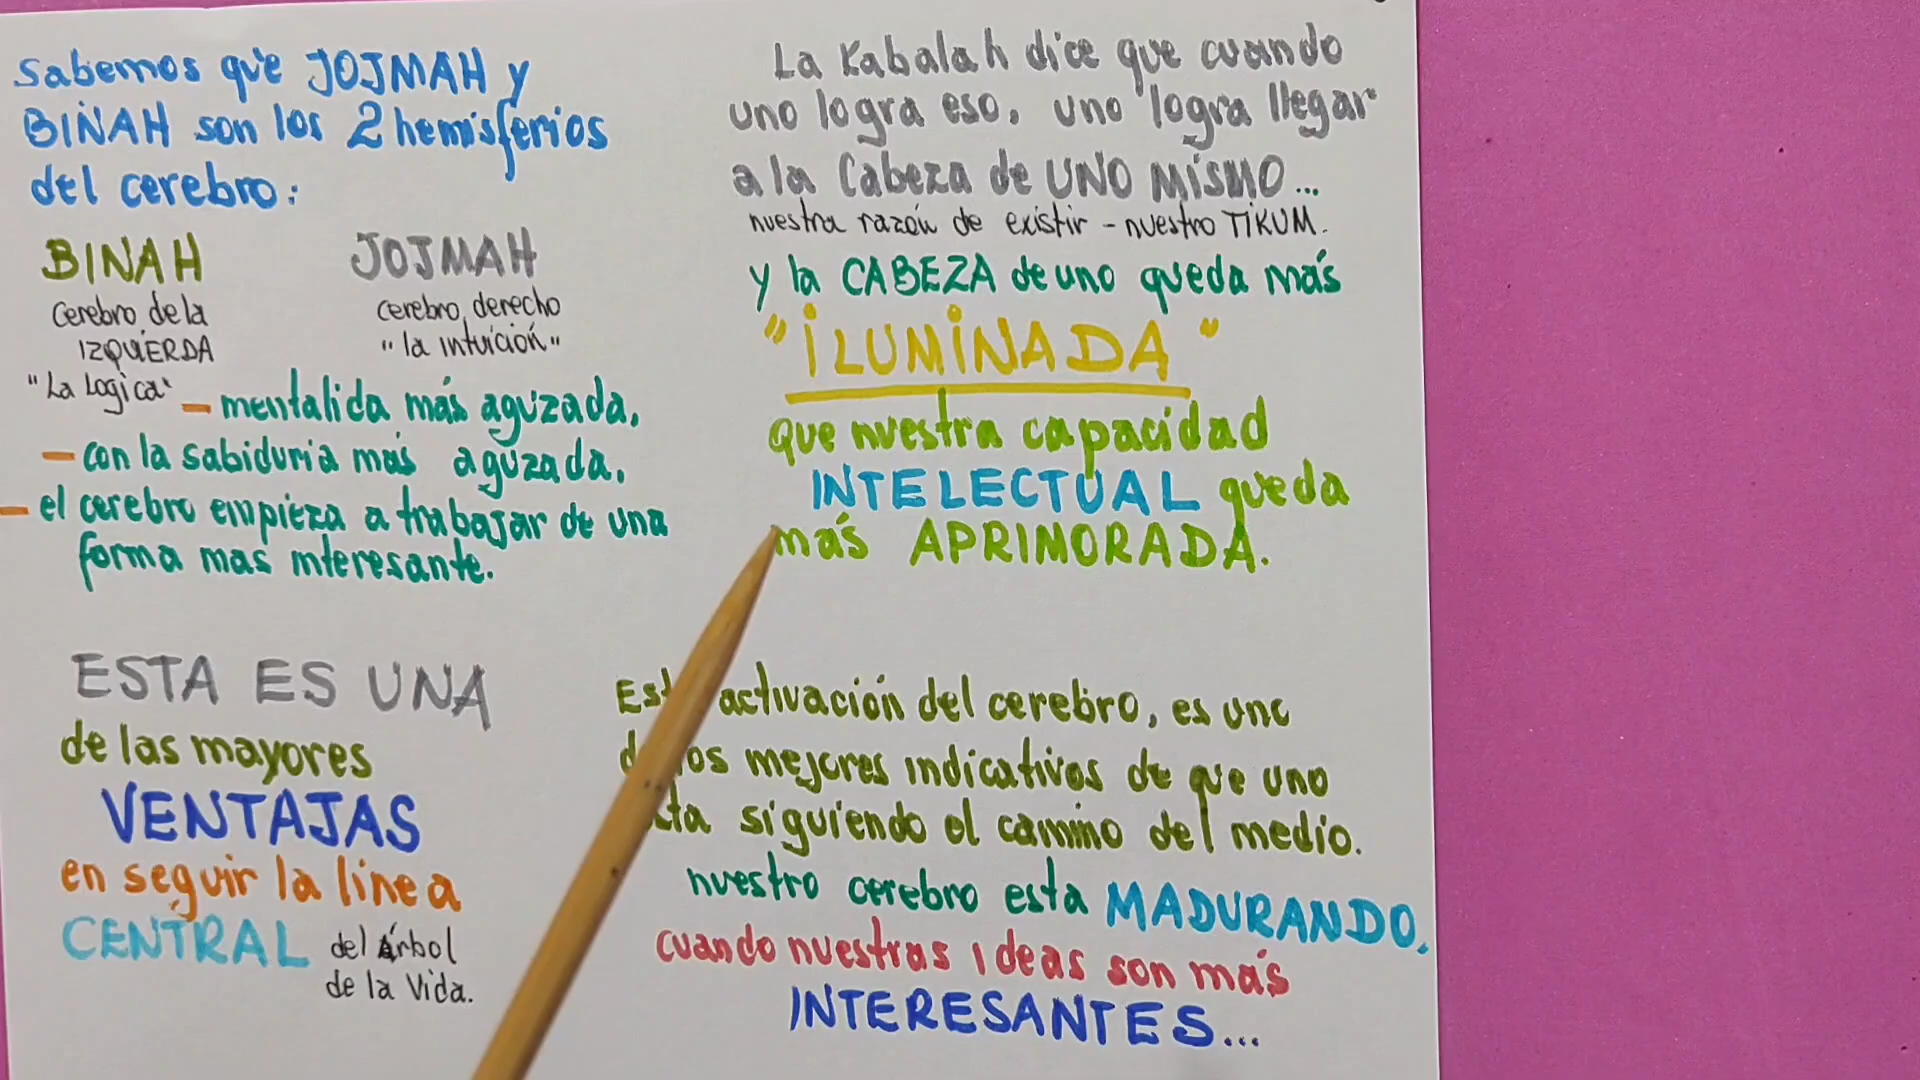 Sabemos que JOJMAH y
BINAH son los 2 hemisferios
del cerebro:
BINAH
cerebro de la
IZQUIERDA
"La Logica"
JOJMAH
cerebro derecho
"la intuición"
– mentalida más aguzada,
– con la sabiduria más aguzada,
– el cerebro empieza a trabajar de una
forma mas interesante.
ESTA ES UNA
de las mayores
VENTAJAS
en seguir la linea
CENTRAL del Árbol
de la Vida.
La Kabalah dice que cuando
uno logra eso, uno logra llegar
a la Cabeza de UNO MISMO...
nuestra razón de existir - nuestro TIKUM.
y la CABEZA de uno queda más
"ILUMINADA"
que nuestra capacidad
INTELECTUAL queda
más APRIMORADA.
activación del cerebro, es uno
mejores indicativos de que uno
siguiendo el camino del medio.
nuestro cerebro esta MADURANDO,
cuando nuestras ideas son más
INTERESANTES...